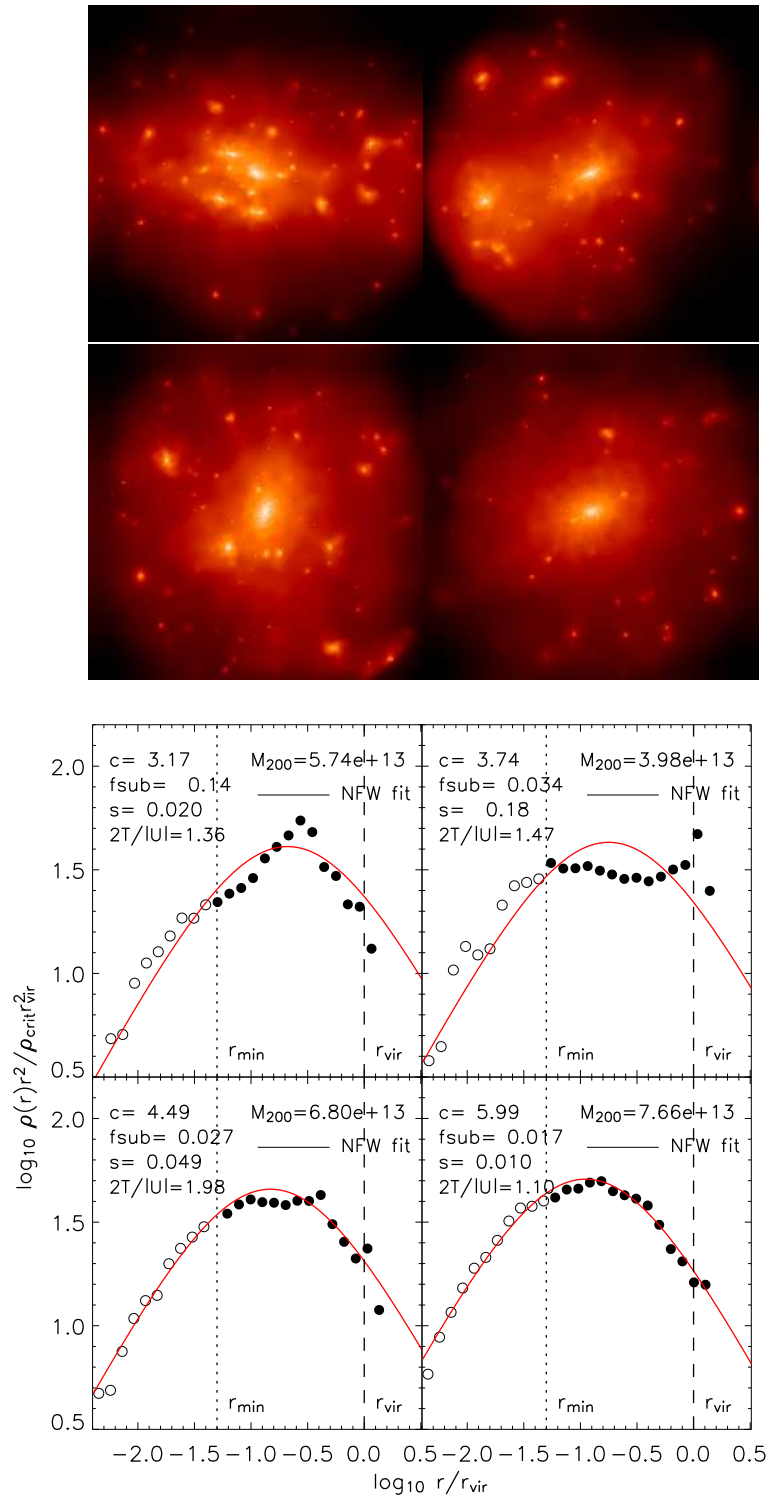 c= 3.17 M200=5.74e+13
fsub= 0.14
NFW fit
s= 0.020
2T/|U|=1.36
c= 3.74 M200=3.98e+13
fsub= 0.034
NFW fit
s= 0.18
2T/|U|=1.47
2.0
1.5
1.0
0.5
rmin rvir
rmin rvir
c= 4.49 M200=6.80e+13
fsub= 0.027
NFW fit
s= 0.049
2T/|U|=1.98
c= 5.99 M200=7.66e+13
fsub= 0.017
NFW fit
s= 0.010
2T/|U|=1.10
2.0
1.5
1.0
0.5
rmin rvir
rmin rvir
log10 ρ(r)r²/ρcritr²vir
-2.0 -1.5 -1.0 -0.5 0.0 0.5 -2.0 -1.5 -1.0 -0.5 0.0 0.5
log10 r/rvir